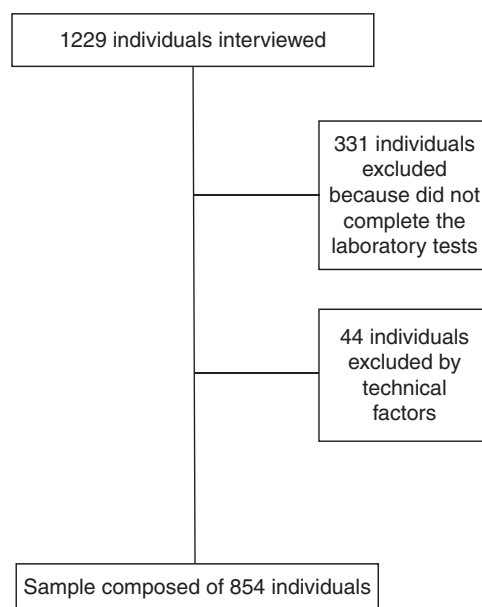 1229 individuals interviewed
331 individuals
excluded
because did not
complete the
laboratory tests
44 individuals
excluded by
technical
factors
Sample composed of 854 individuals